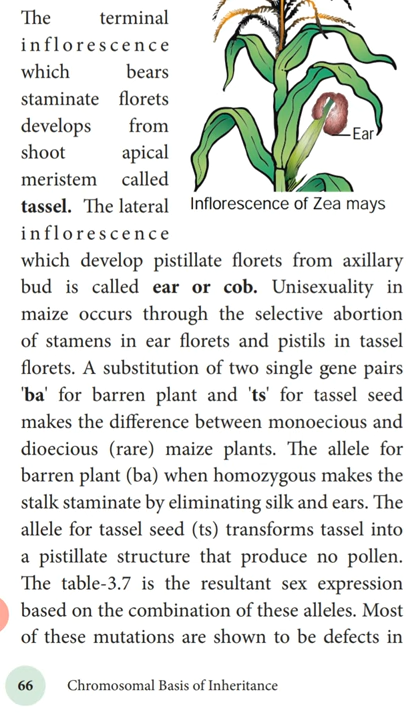 The terminal
inflorescence
which bears
staminate florets
develops from
shoot apical
meristem called
tassel. The lateral
inflorescence
Ear
Inflorescence of Zea mays
which develop pistillate florets from axillary
bud is called ear or cob. Unisexuality in
maize occurs through the selective abortion
of stamens in ear florets and pistils in tassel
florets. A substitution of two single gene pairs
'ba' for barren plant and 'ts' for tassel seed
makes the difference between monoecious and
dioecious (rare) maize plants. The allele for
barren plant (ba) when homozygous makes the
stalk staminate by eliminating silk and ears. The
allele for tassel seed (ts) transforms tassel into
a pistillate structure that produce no pollen.
The table-3.7 is the resultant sex expression
based on the combination of these alleles. Most
of these mutations are shown to be defects in
66 Chromosomal Basis of Inheritance